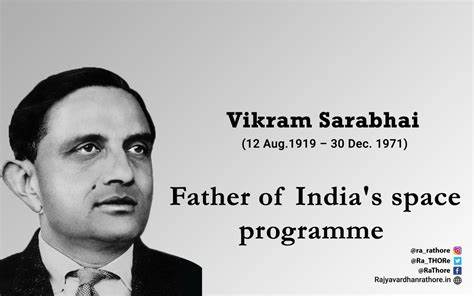 Vikram Sarabhai
(12 Aug.1919 – 30 Dec. 1971)
Father of India's space
programme
@ra_rathore
@Ra_THORe
@RaThore
Rajyavardhanrathore.in